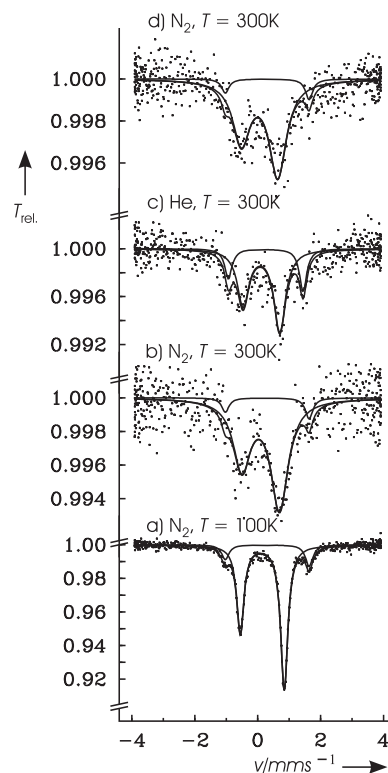 d) N₂, T = 300K
1.000
0.998
0.996
T rel.
c) He, T = 300K
1.000
0.996
0.992
b) N₂, T = 300K
1.000
0.998
0.996
0.994
a) N₂, T = 100K
1.00
0.98
0.96
0.94
0.92
−4 −2 0 2 4
v/mms⁻¹